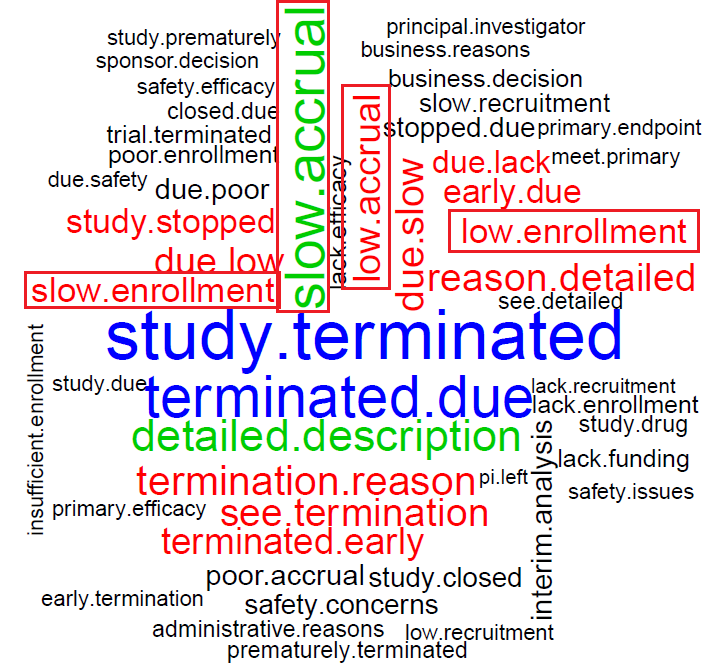 principal.investigator
study.prematurely
business.reasons
sponsor.decision
safety.efficacy
business.decision
closed.due
slow.recruitment
trial.terminated
stopped.due
primary.endpoint
poor.enrollment
due.lack
meet.primary
due.safety
due.poor
early.due
slow.accrual
low.accrual
lack.efficacy
due.slow
study.stopped
low.enrollment
due.low
reason.detailed
slow.enrollment
see.detailed
study.terminated
insufficient.enrollment
study.due
terminated.due
lack.recruitment
lack.enrollment
detailed.description
study.drug
interim.analysis
lack.funding
termination.reason
pi.left
safety.issues
primary.efficacy
see.termination
terminated.early
poor.accrual
study.closed
early.termination
safety.concerns
administrative.reasons
low.recruitment
prematurely.terminated